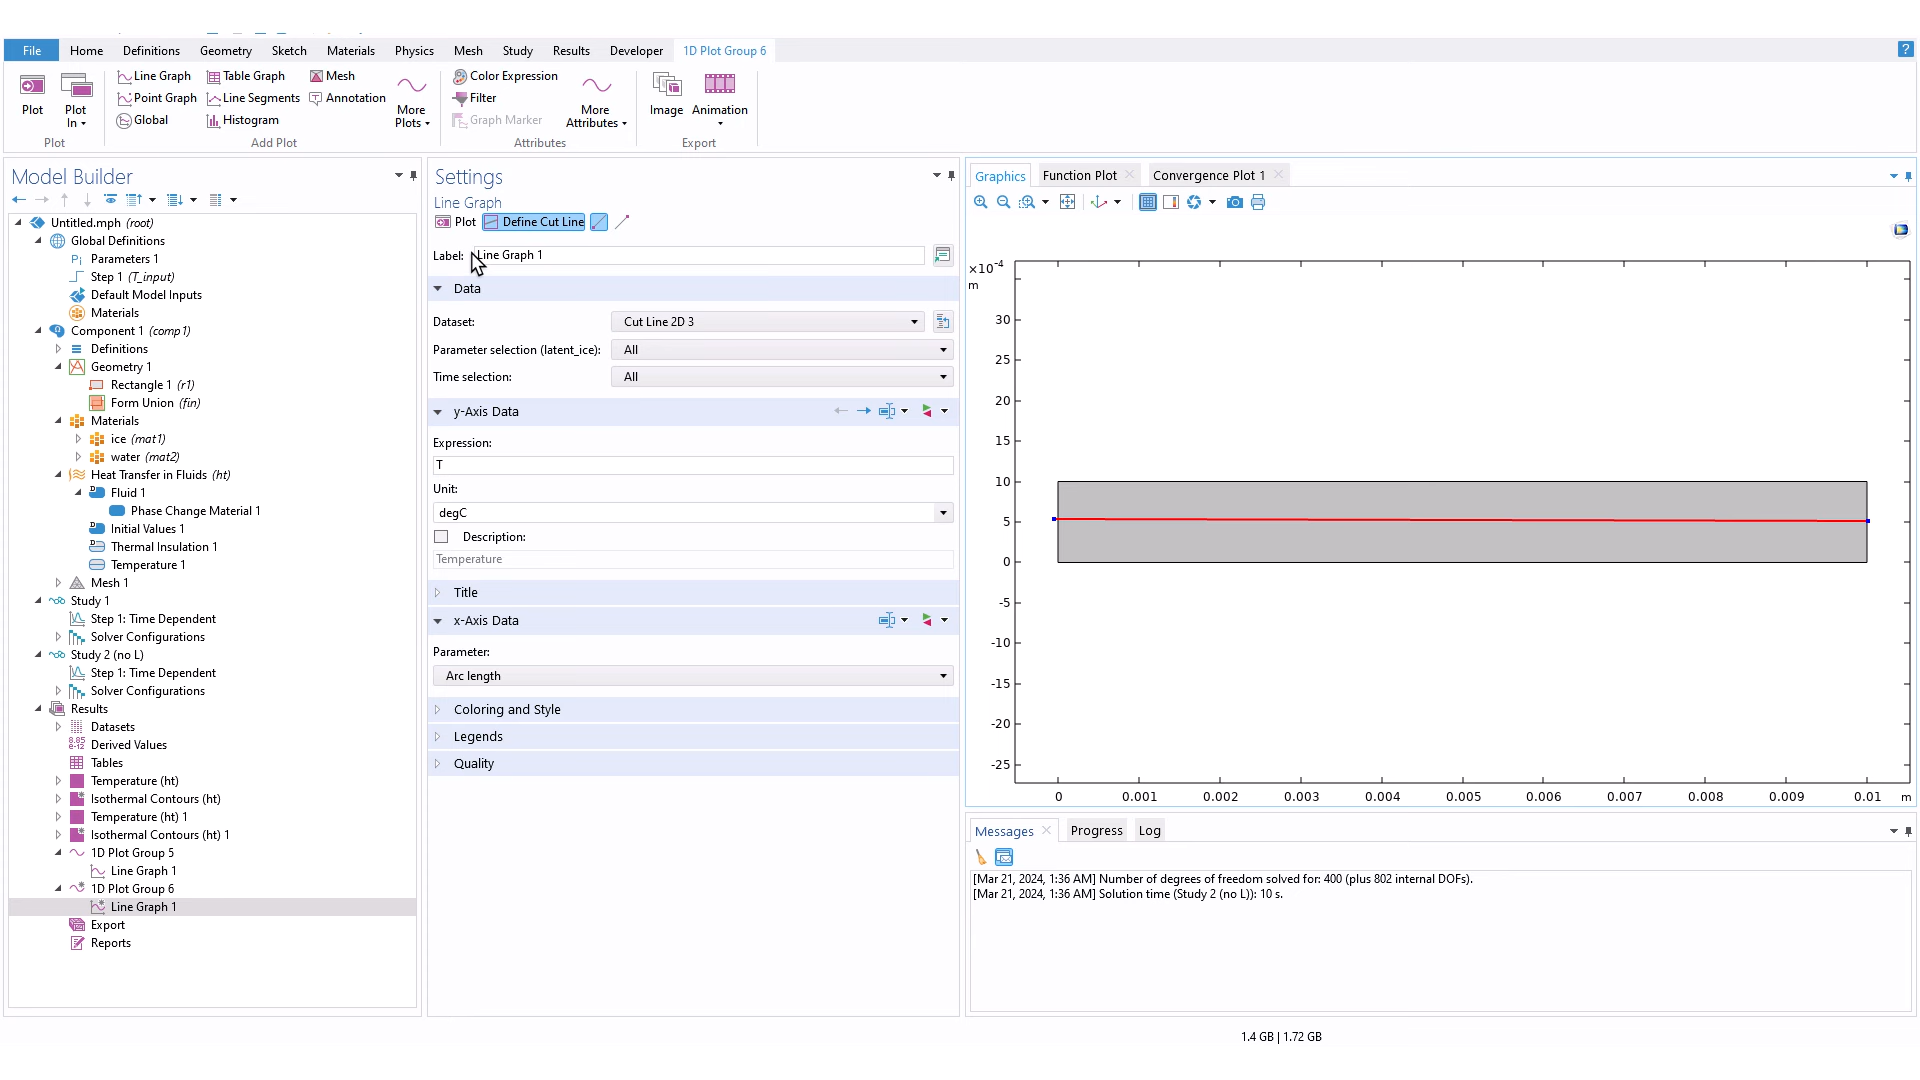 File Home Definitions Geometry Sketch Materials Physics Mesh Study Results Developer 1D Plot Group 6
?
Line Graph Table Graph Mesh Color Expression
Point Graph Line Segments Annotation Filter
Global Histogram Graph Marker
Plot Plot In More Plots More Attributes Image Animation
Plot Add Plot Attributes Export
Model Builder
Untitled.mph (root)
Global Definitions
Pi Parameters 1
Step 1 (T_input)
Default Model Inputs
Materials
Component 1 (comp1)
Definitions
Geometry 1
Rectangle 1 (r1)
Form Union (fin)
Materials
ice (mat1)
water (mat2)
Heat Transfer in Fluids (ht)
D Fluid 1
Phase Change Material 1
D Initial Values 1
D Thermal Insulation 1
Temperature 1
Mesh 1
Study 1
Step 1: Time Dependent
Solver Configurations
Study 2 (no L)
Step 1: Time Dependent
Solver Configurations
Results
Datasets
8.85 e-12 Derived Values
Tables
Temperature (ht)
Isothermal Contours (ht)
Temperature (ht) 1
Isothermal Contours (ht) 1
1D Plot Group 5
Line Graph 1
1D Plot Group 6
Line Graph 1
Export
Reports
Settings
Line Graph
Plot Define Cut Line
Label: Line Graph 1
Data
Dataset: Cut Line 2D 3
Parameter selection (latent_ice): All
Time selection: All
y-Axis Data
Expression:
T
Unit:
degC
Description:
Temperature
Title
x-Axis Data
Parameter:
Arc length
Coloring and Style
Legends
Quality
Graphics Function Plot Convergence Plot 1
×10⁻⁴
m
30
25
20
15
10
5
0
-5
-10
-15
-20
-25
0 0.001 0.002 0.003 0.004 0.005 0.006 0.007 0.008 0.009 0.01 m
Messages Progress Log
[Mar 21, 2024, 1:36 AM] Number of degrees of freedom solved for: 400 (plus 802 internal DOFs).
[Mar 21, 2024, 1:36 AM] Solution time (Study 2 (no L)): 10 s.
1.4 GB | 1.72 GB